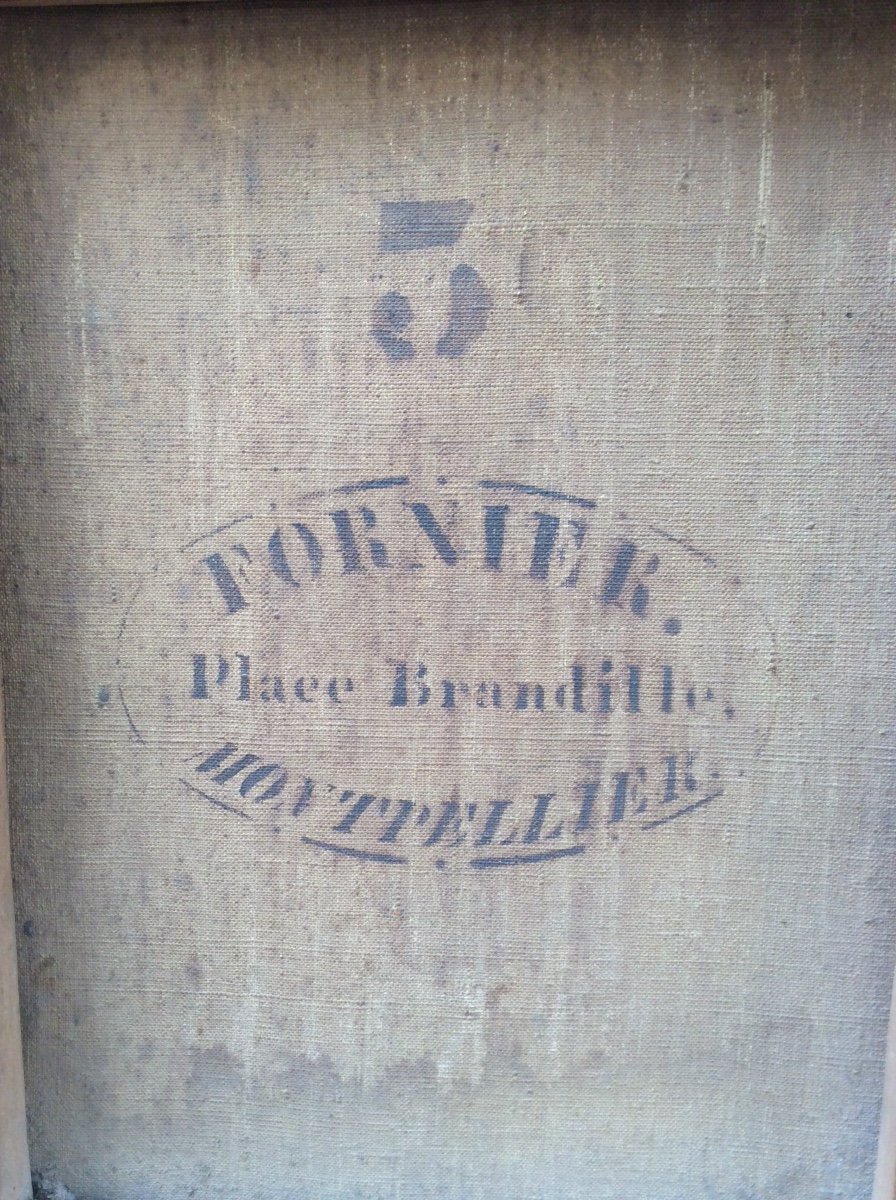 5
FORNIER.
Place Brandille.
MONTPELLIER.